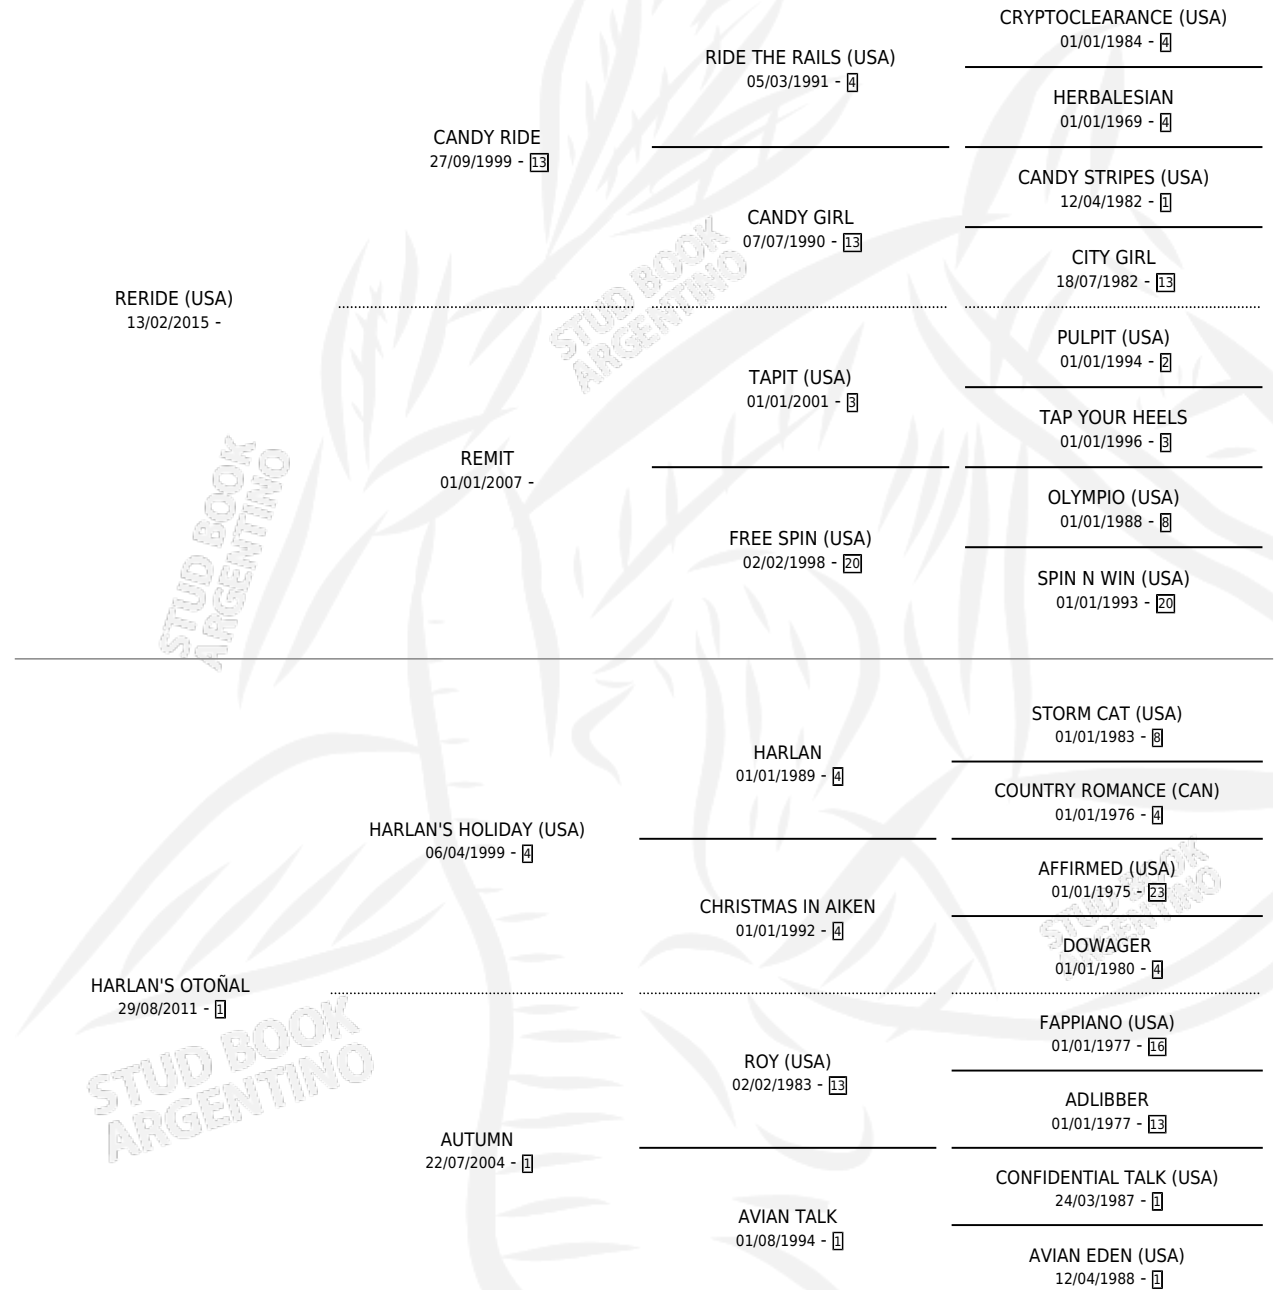 CRYPTOCLEARANCE (USA)
01/01/1984 - 4
RIDE THE RAILS (USA)
05/03/1991 - 4
HERBALESIAN
01/01/1969 - 4
CANDY RIDE
27/09/1999 - 13
CANDY STRIPES (USA)
12/04/1982 - 1
CANDY GIRL
07/07/1990 - 13
CITY GIRL
18/07/1982 - 13
RERIDE (USA)
13/02/2015 -
PULPIT (USA)
01/01/1994 - 2
TAPIT (USA)
01/01/2001 - 3
TAP YOUR HEELS
01/01/1996 - 3
REMIT
01/01/2007 -
OLYMPIO (USA)
01/01/1988 - 8
FREE SPIN (USA)
02/02/1998 - 20
SPIN N WIN (USA)
01/01/1993 - 20
STORM CAT (USA)
01/01/1983 - 8
HARLAN
01/01/1989 - 4
COUNTRY ROMANCE (CAN)
01/01/1976 - 4
HARLAN'S HOLIDAY (USA)
06/04/1999 - 4
AFFIRMED (USA)
01/01/1975 - 23
CHRISTMAS IN AIKEN
01/01/1992 - 4
DOWAGER
01/01/1980 - 4
HARLAN'S OTOÑAL
29/08/2011 - 1
FAPPIANO (USA)
01/01/1977 - 16
ROY (USA)
02/02/1983 - 13
ADLIBBER
01/01/1977 - 13
AUTUMN
22/07/2004 - 1
CONFIDENTIAL TALK (USA)
24/03/1987 - 1
AVIAN TALK
01/08/1994 - 1
AVIAN EDEN (USA)
12/04/1988 - 1
STUD BOOK
ARGENTINO
STUD BOOK
ARGENTINO
STUD BOOK
ARGENTINO
STUD BOOK
ARGENTINO